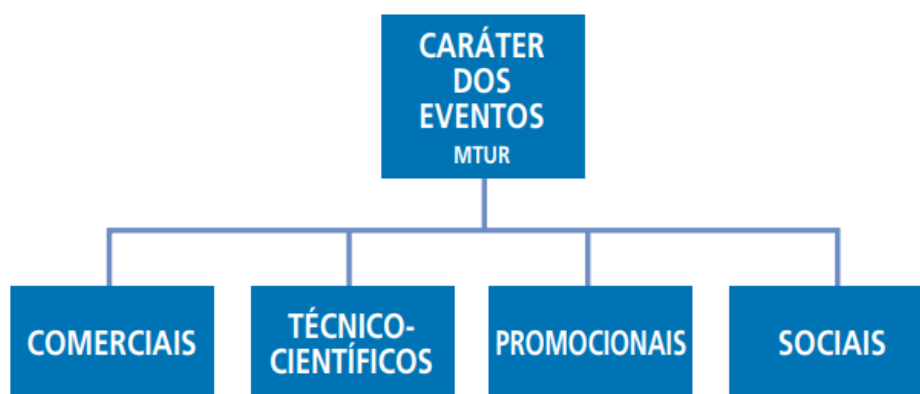 CARÁTER
DOS
EVENTOS
MTUR
COMERCIAIS
TÉCNICO-
CIENTÍFICOS
PROMOCIONAIS
SOCIAIS